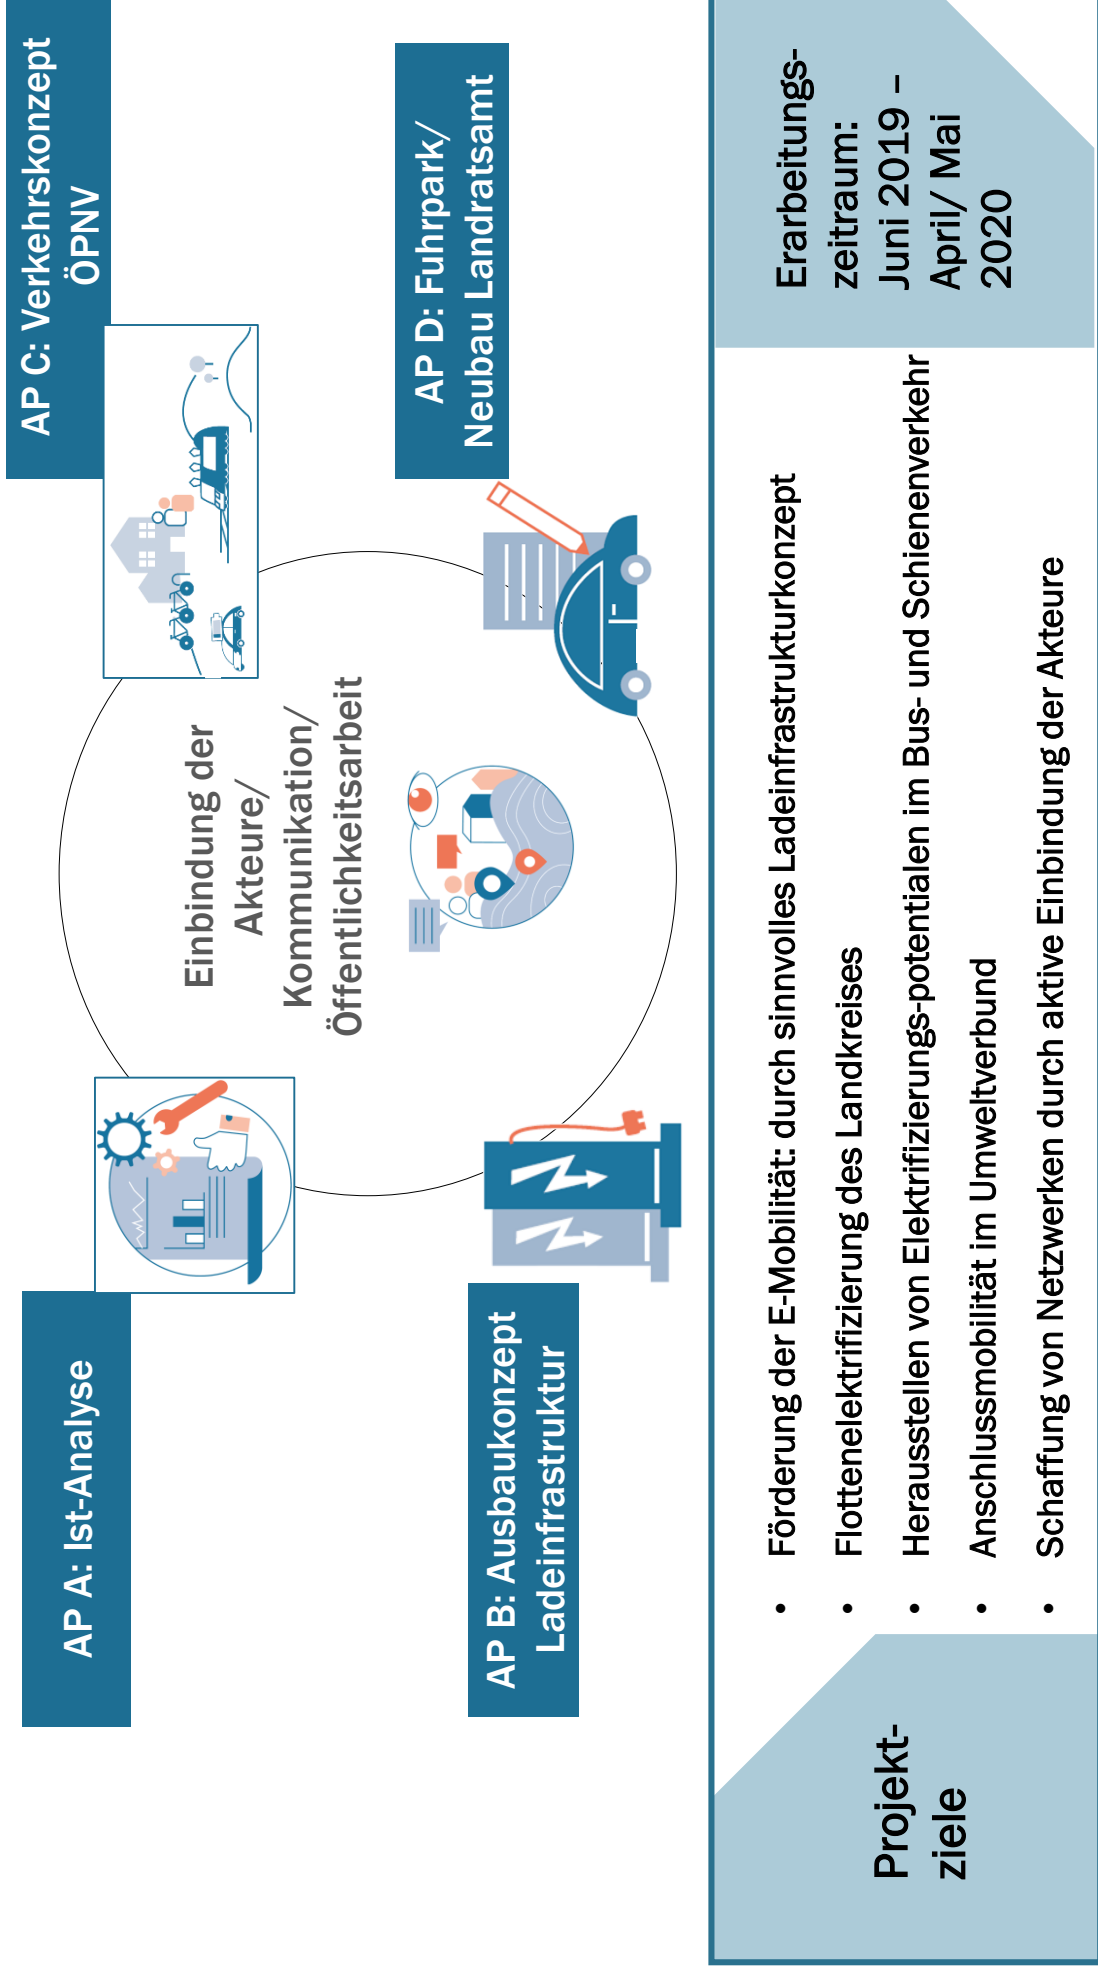 AP A: Ist-Analyse
AP C: Verkehrskonzept
ÖPNV
Einbindung der
Akteure/
Kommunikation/
Öffentlichkeitsarbeit
AP B: Ausbaukonzept
Ladeinfrastruktur
AP D: Fuhrpark/
Neubau Landratsamt
Projekt-
ziele
• Förderung der E-Mobilität: durch sinnvolles Ladeinfrastrukturkonzept
• Flottenelektrifizierung des Landkreises
• Herausstellen von Elektrifizierungs-potentialen im Bus- und Schienenverkehr
• Anschlussmobilität im Umweltverbund
• Schaffung von Netzwerken durch aktive Einbindung der Akteure
Erarbeitungs-
zeitraum:
Juni 2019 –
April/ Mai
2020